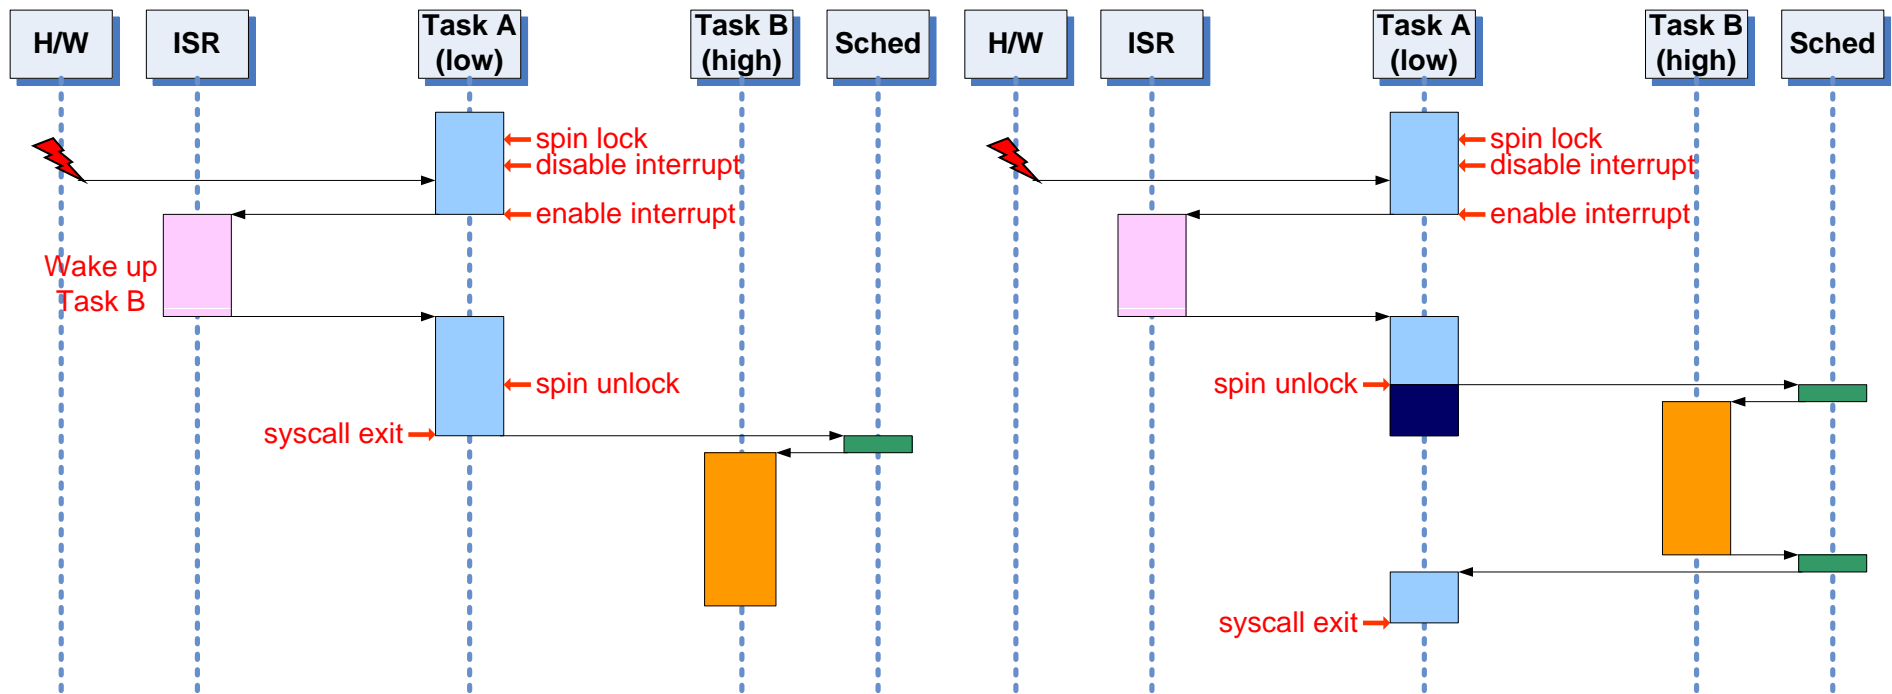 H/W
ISR
Task A
(low)
Task B
(high)
Sched
spin lock
disable interrupt
enable interrupt
Wake up
Task B
spin unlock
syscall exit
H/W
ISR
Task A
(low)
Task B
(high)
Sched
spin lock
disable interrupt
enable interrupt
spin unlock
syscall exit